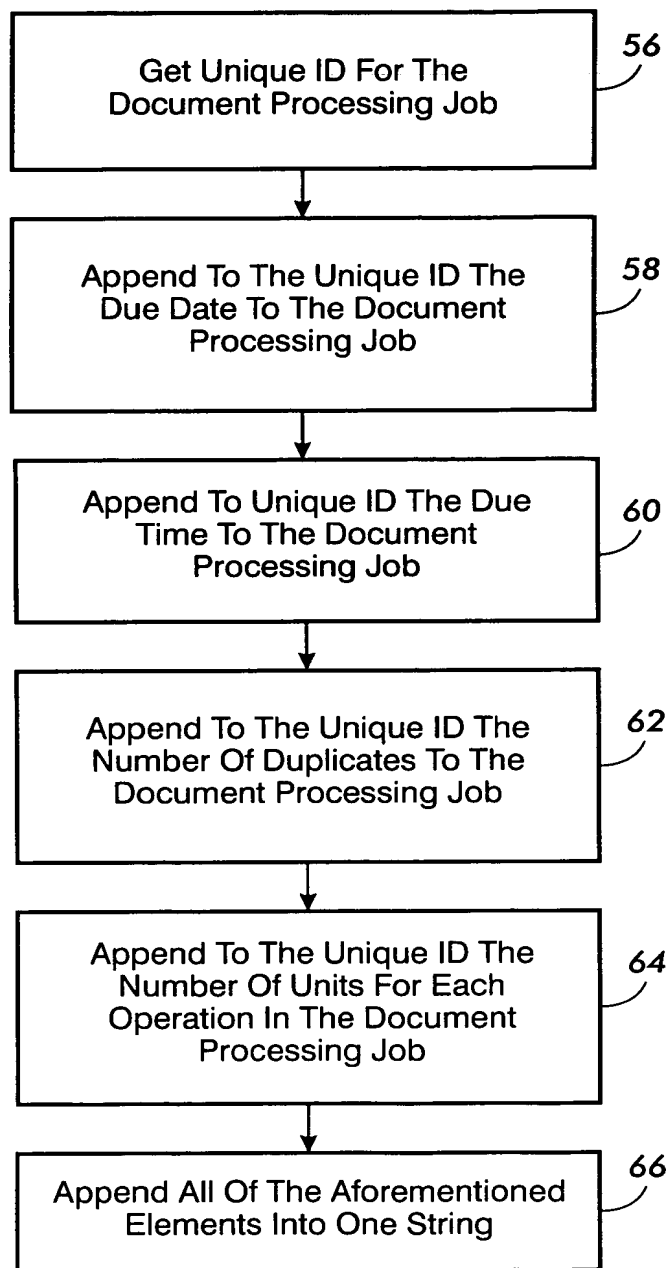 Get Unique ID For The
Document Processing Job
56
Append To The Unique ID The
Due Date To The Document
Processing Job
58
Append To Unique ID The Due
Time To The Document
Processing Job
60
Append To The Unique ID The
Number Of Duplicates To The
Document Processing Job
62
Append To The Unique ID The
Number Of Units For Each
Operation In The Document
Processing Job
64
Append All Of The Aforementioned
Elements Into One String
66